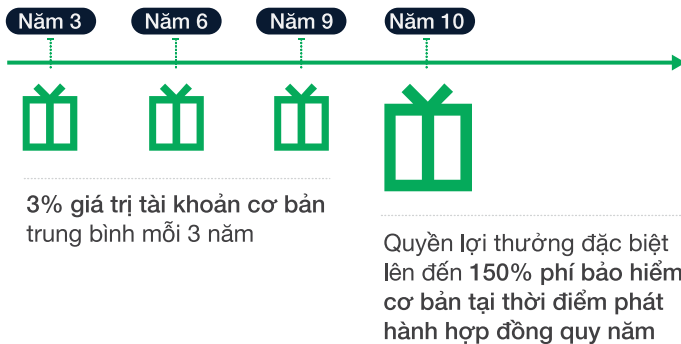 Năm 3
Năm 6
Năm 9
Năm 10
3% giá trị tài khoản cơ bản
trung bình mỗi 3 năm
Quyền lợi thưởng đặc biệt
lên đến 150% phí bảo hiểm
cơ bản tại thời điểm phát
hành hợp đồng quy năm